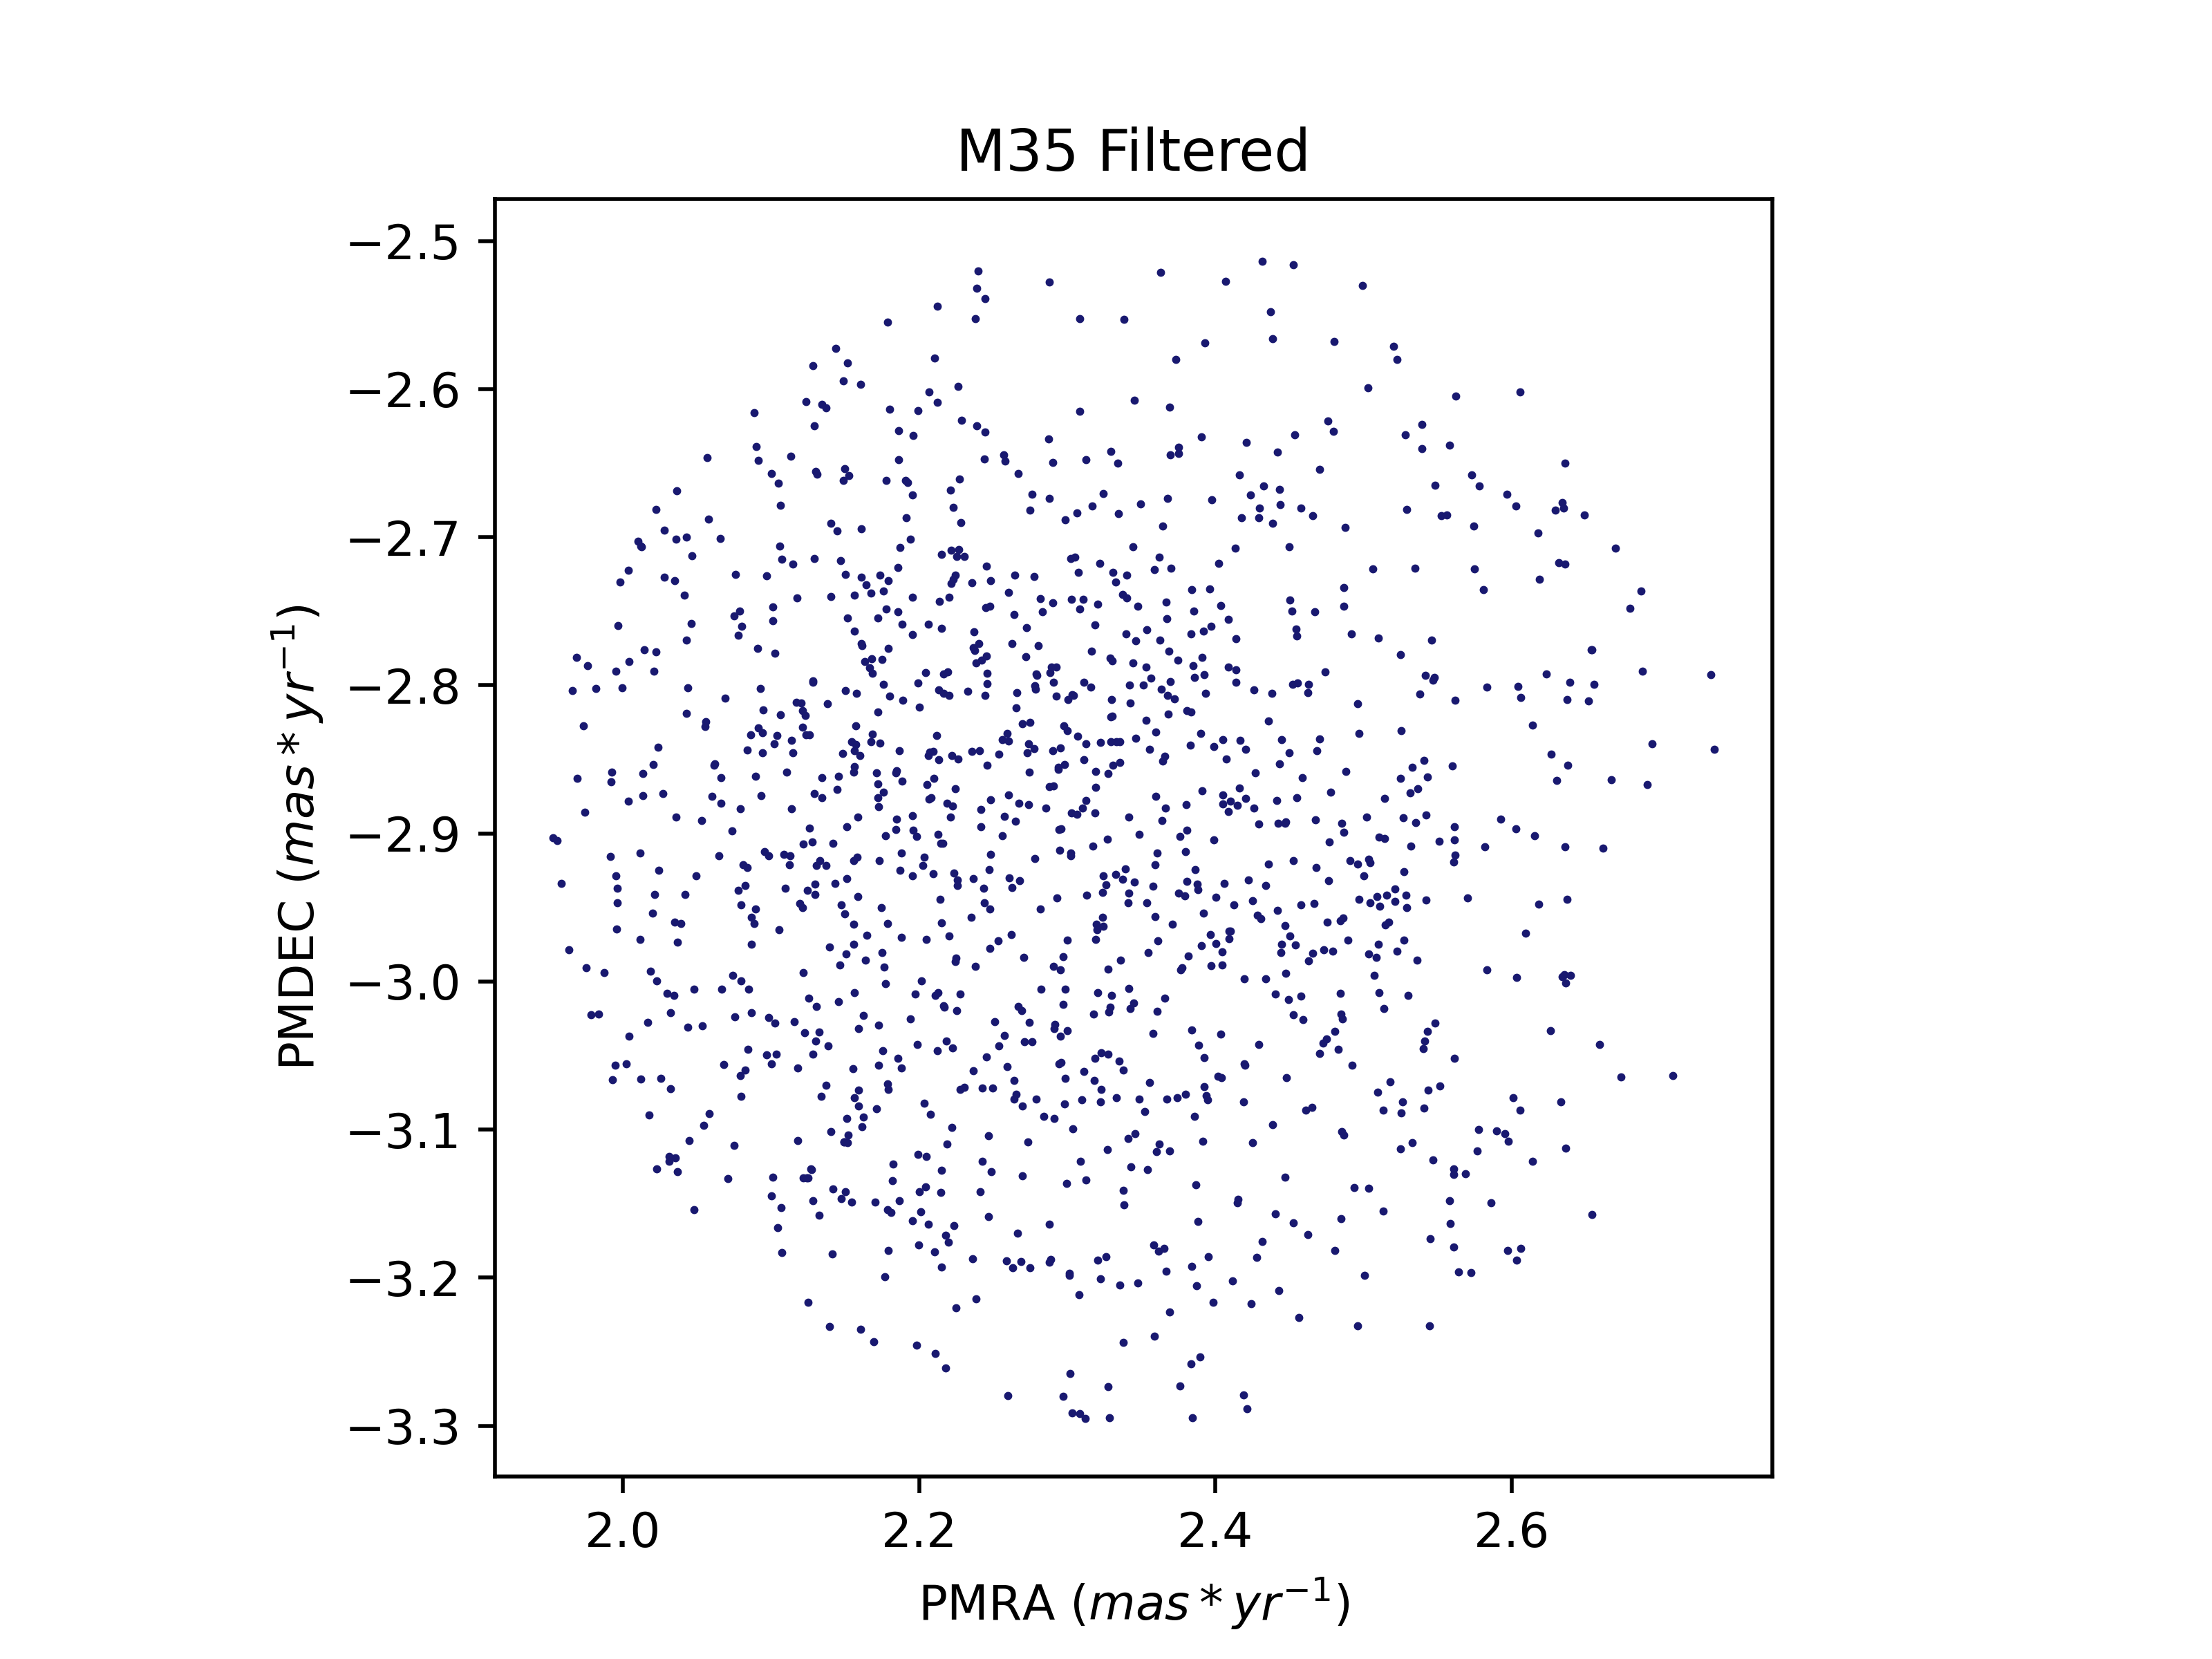 M35 Filtered
−2.5
−2.6
−2.7
−2.8
−2.9
−3.0
−3.1
−3.2
−3.3
PMDEC (mas * yr⁻¹)
2.0 2.2 2.4 2.6
PMRA (mas * yr⁻¹)